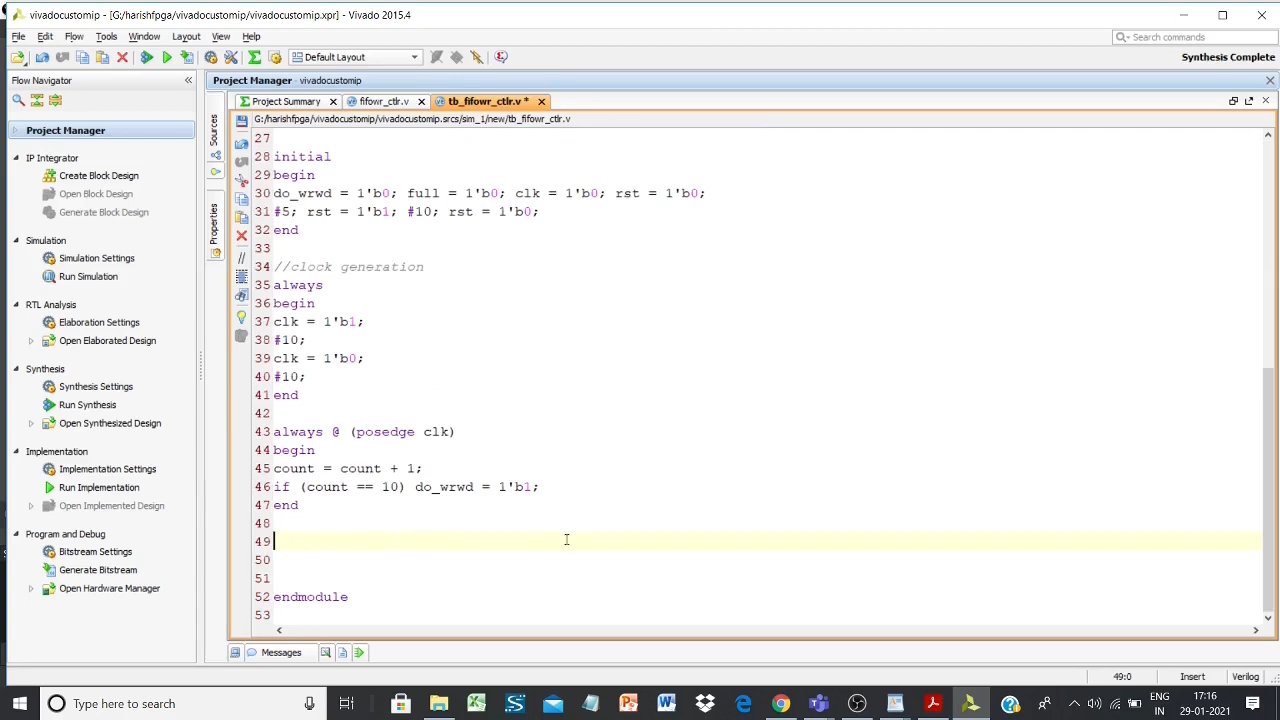 vivadocustomip - [G:/harishfpga/vivadocustomip/vivadocustomip.xpr] - Vivado 2015.4
File Edit Flow Tools Window Layout View Help
Search commands
Default Layout
Synthesis Complete
Flow Navigator
Project Manager - vivadocustomip
Project Manager
IP Integrator
Create Block Design
Open Block Design
Generate Block Design
Simulation
Simulation Settings
Run Simulation
RTL Analysis
Elaboration Settings
Open Elaborated Design
Synthesis
Synthesis Settings
Run Synthesis
Open Synthesized Design
Implementation
Implementation Settings
Run Implementation
Open Implemented Design
Program and Debug
Bitstream Settings
Generate Bitstream
Open Hardware Manager
Sources
Properties
Project Summary
fifowr_ctlr.v
tb_fifowr_ctlr.v *
G:/harishfpga/vivadocustomip/vivadocustomip.srcs/sim_1/new/tb_fifowr_ctlr.v
27
28 initial
29 begin
30 do_wrwd = 1'b0; full = 1'b0; clk = 1'b0; rst = 1'b0;
31 #5; rst = 1'b1; #10; rst = 1'b0;
32 end
33
34 //clock generation
35 always
36 begin
37 clk = 1'b1;
38 #10;
39 clk = 1'b0;
40 #10;
41 end
42
43 always @ (posedge clk)
44 begin
45 count = count + 1;
46 if (count == 10) do_wrwd = 1'b1;
47 end
48
49
50
51
52 endmodule
53
Messages
49:0
Insert
Verilog
Type here to search
ENG
IN
17:16
29-01-2021